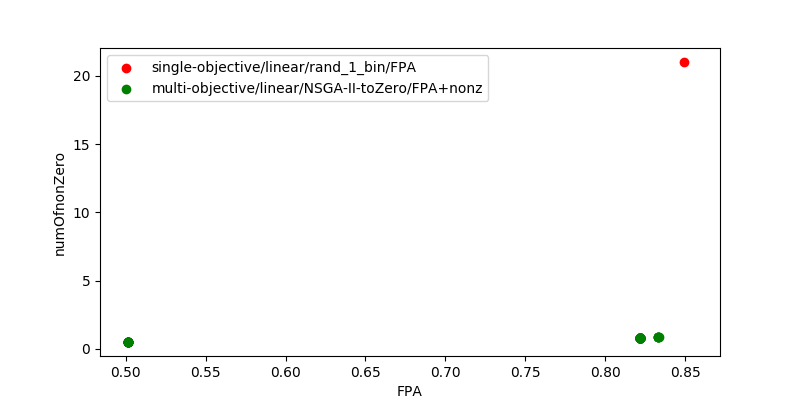 single-objective/linear/rand_1_bin/FPA
multi-objective/linear/NSGA-II-toZero/FPA+nonz
20
15
10
5
0
numOfnonZero
0.50 0.55 0.60 0.65 0.70 0.75 0.80 0.85
FPA